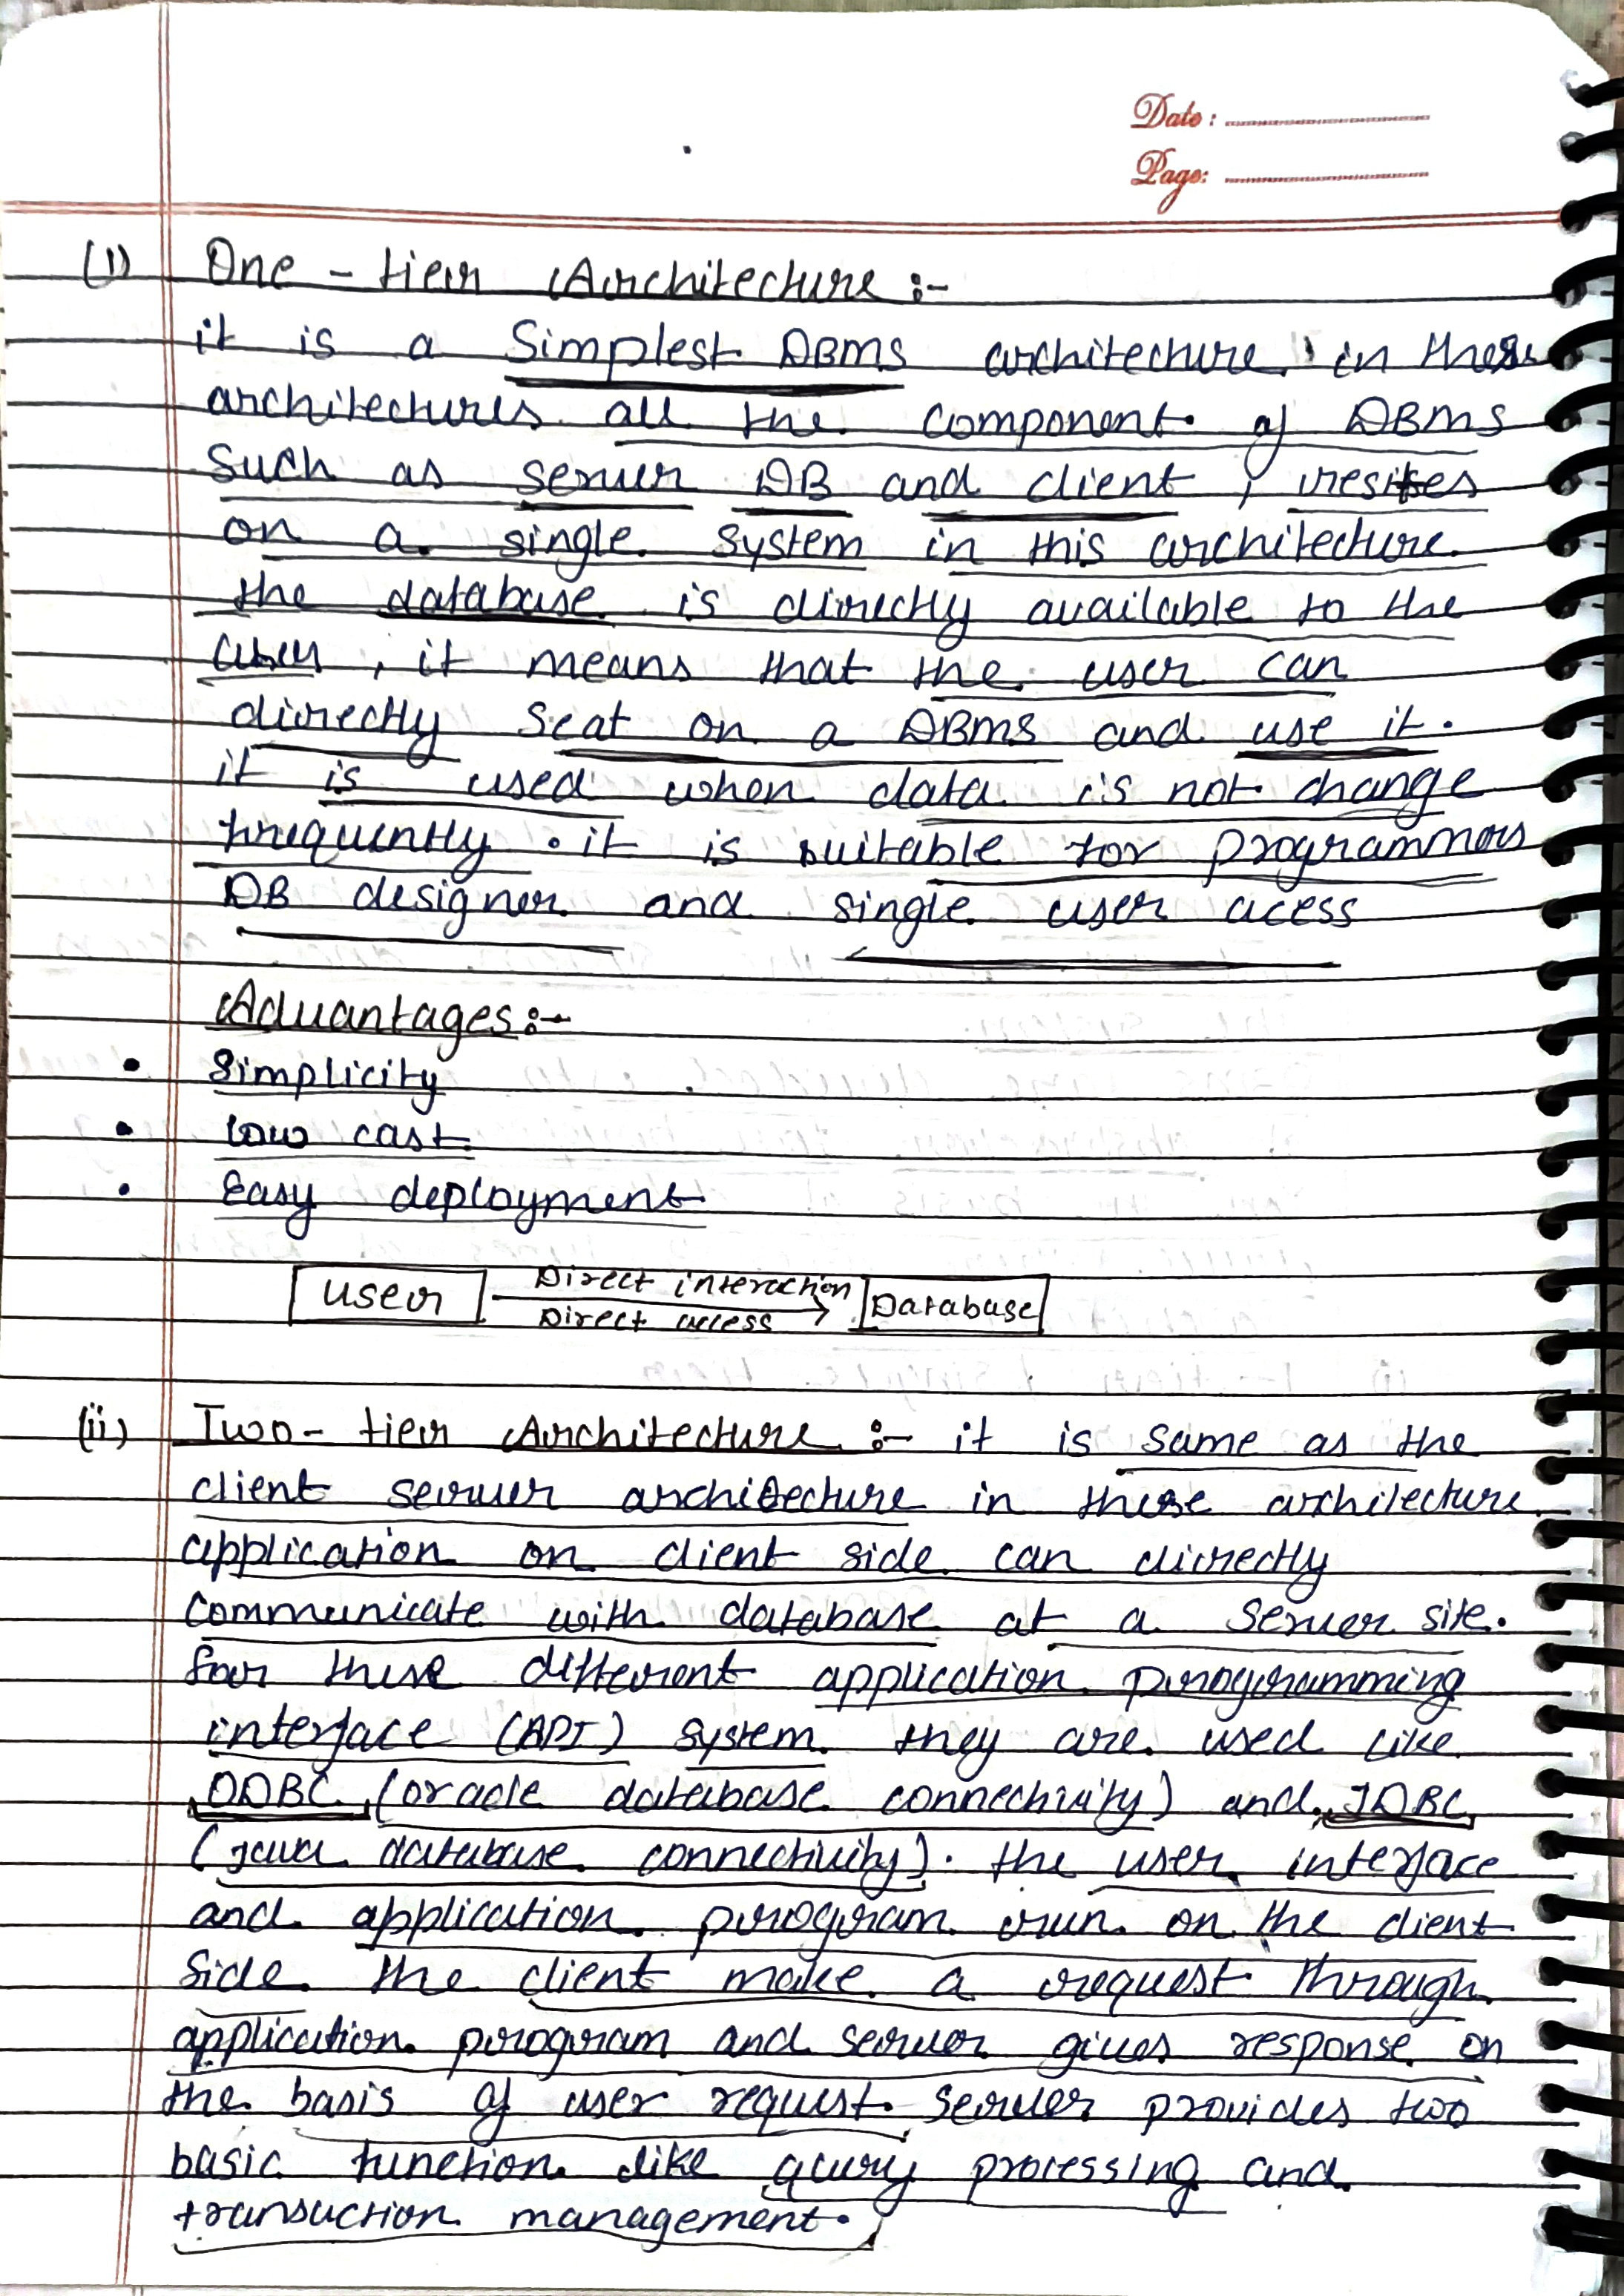 Date :
Page:
(1) One - tier Architecture :-
it is a Simplest DBMS architecture in these
architectures all the component of DBMS
Such as server DB and client , resites
on a single system in this architecture
the database is directly available to the
user , it means that the user can
directly Seat on a DBMS and use it .
it is used when data is not change
frequently . it is suitable for programmers
DB designer and single user acess
Advantages :-
• Simplicity
• low cast
• Easy deployment
user Direct interaction Database
Direct access
(ii) Two - tier Architecture :- it is same as the
client server architecture in these architecture
application on client side can directly
communicate with database at a server site.
for these different application programming
interface (API) system they are used like
ODBC (oracle database connectivity) and JDBC
(java database connectivity) . the user interface
and application program run on the client
side. the client make a request through
application program and server gives response on
the basis of user request. server provides two
basic function like query processing and
transaction management .